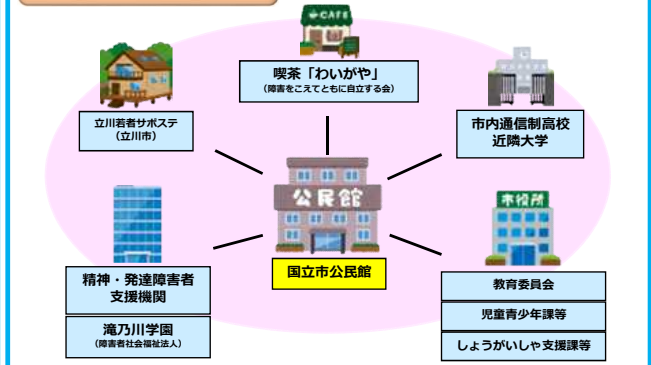 CAFE
喫茶「わいがや」
(障害をこえてともに自立する会)
立川若者サポステ
(立川市)
市内通信制高校
近隣大学
公民館
国立市公民館
精神・発達障害者
支援機関
滝乃川学園
(障害者社会福祉法人)
市役所
教育委員会
児童青少年課等
しょうがいしゃ支援課等